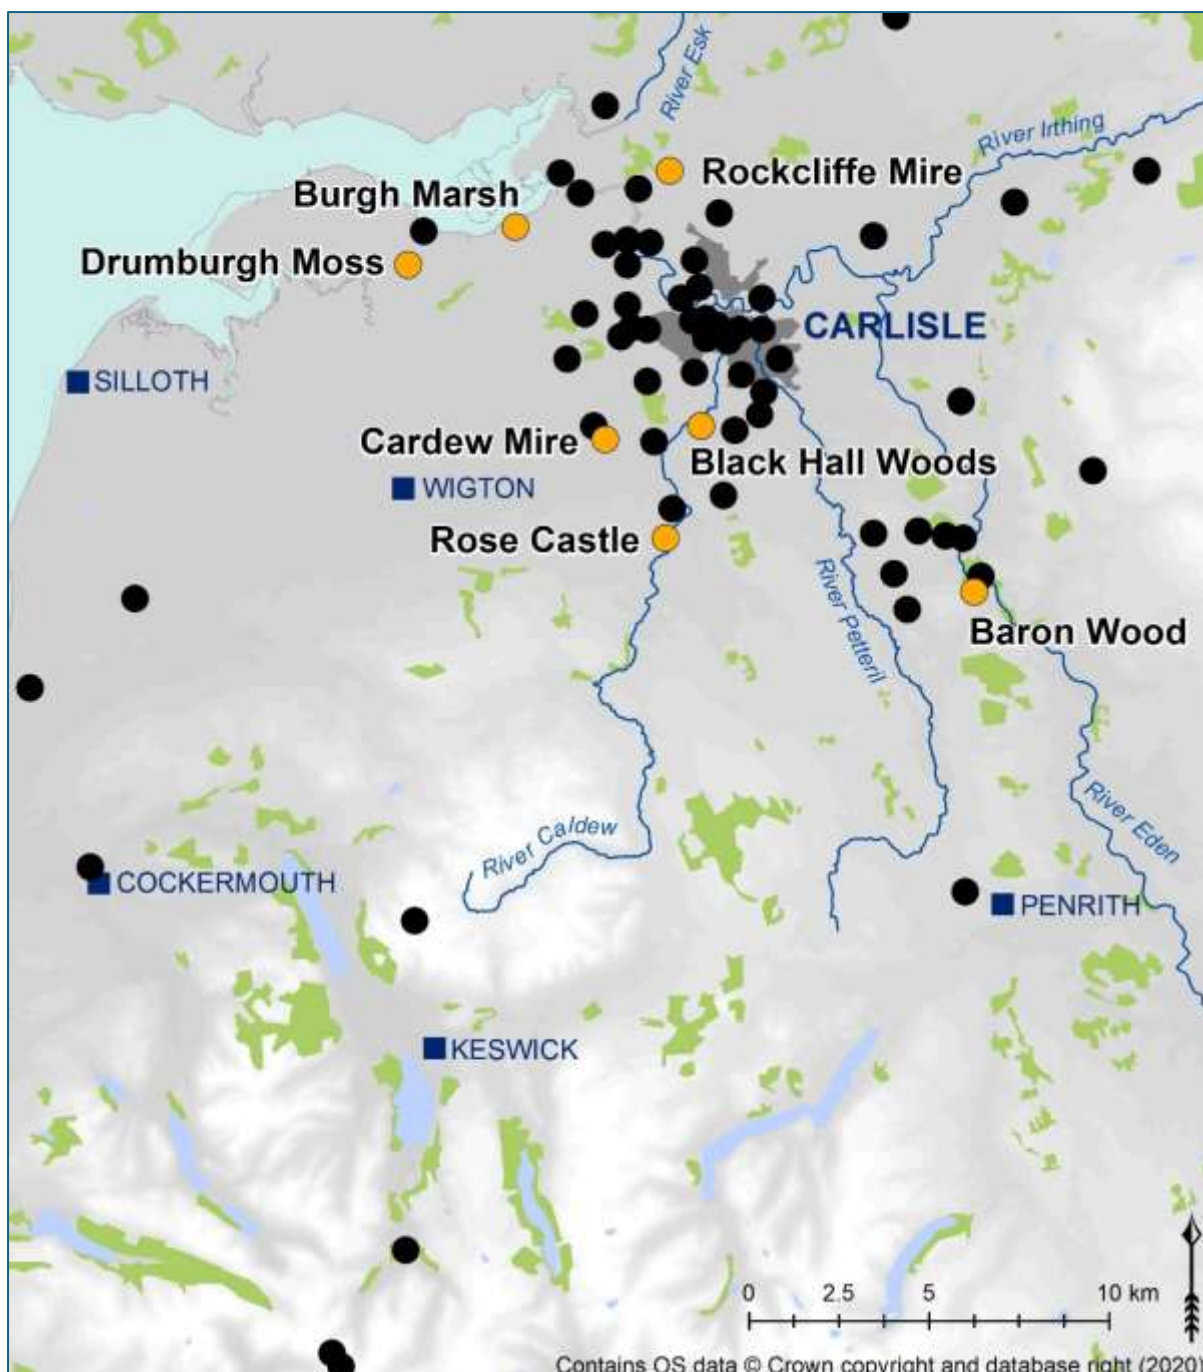 River Esk
River Irthing
Rockcliffe Mire
Burgh Marsh
Drumburgh Moss
CARLISLE
SILLOTH
Cardew Mire
Black Hall Woods
WIGTON
Rose Castle
River Petteril
Baron Wood
River Eden
River Caldew
COCKERMOUTH
PENRITH
KESWICK
0 2.5 5 10 km
Contains OS data © Crown copyright and database right (2020